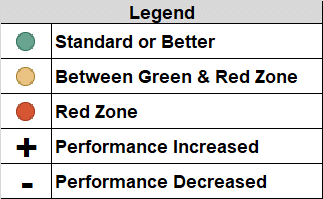 Legend
Standard or Better
Between Green & Red Zone
Red Zone
+ Performance Increased
- Performance Decreased